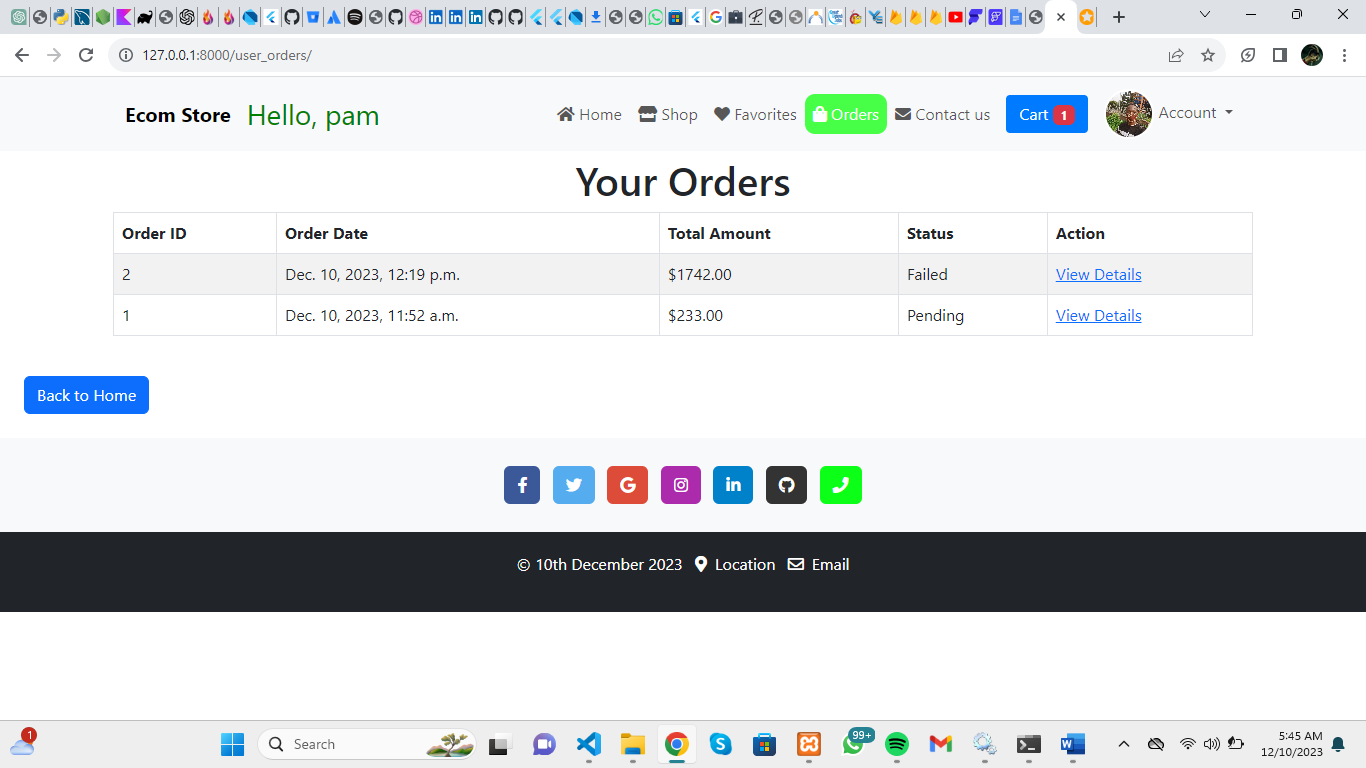 127.0.0.1:8000/user_orders/
Ecom Store Hello, pam Home Shop Favorites Orders Contact us Cart 1 Account
Your Orders
Order ID Order Date Total Amount Status Action
2 Dec. 10, 2023, 12:19 p.m. $1742.00 Failed View Details
1 Dec. 10, 2023, 11:52 a.m. $233.00 Pending View Details
Back to Home
© 10th December 2023 Location Email
1 Search 99+ 5:45 AM
12/10/2023